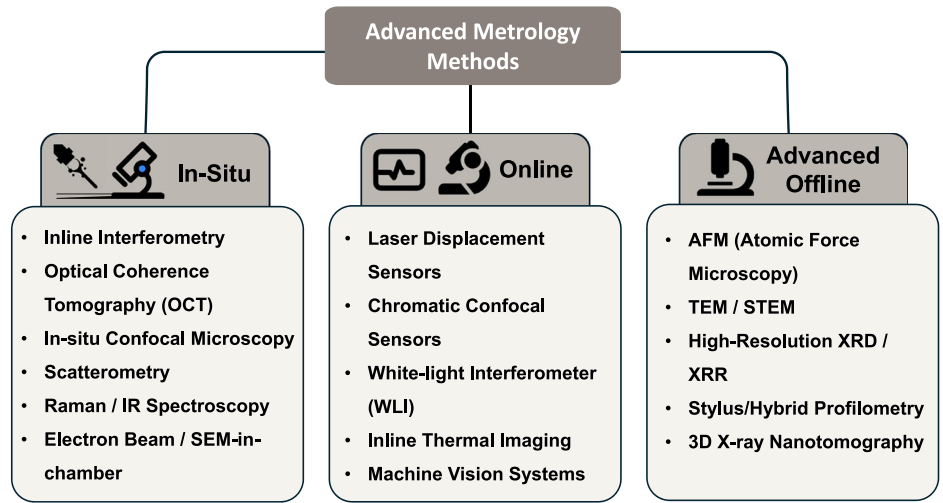 Advanced Metrology
Methods
In-Situ
• Inline Interferometry
• Optical Coherence
Tomography (OCT)
• In-situ Confocal Microscopy
• Scatterometry
• Raman / IR Spectroscopy
• Electron Beam / SEM-in-
chamber
Online
• Laser Displacement
Sensors
• Chromatic Confocal
Sensors
• White-light Interferometer
(WLI)
• Inline Thermal Imaging
• Machine Vision Systems
Advanced
Offline
• AFM (Atomic Force
Microscopy)
• TEM / STEM
• High-Resolution XRD /
XRR
• Stylus/Hybrid Profilometry
• 3D X-ray Nanotomography